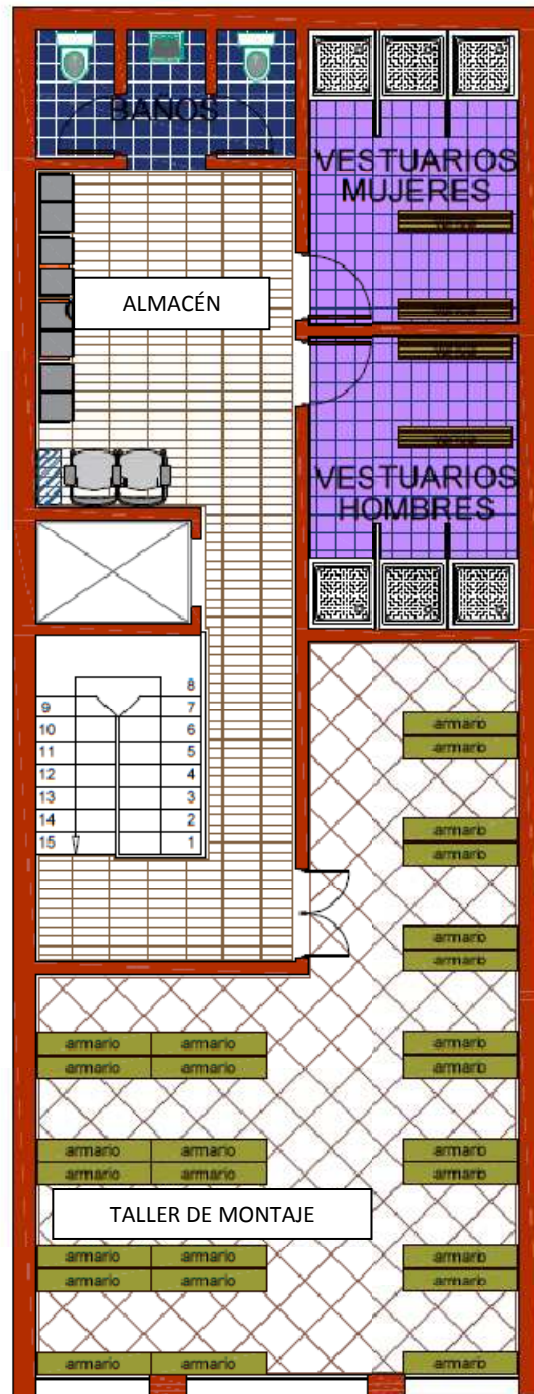 BAÑOS
VESTUARIOS
MUJERES
ALMACÉN
VESTUARIOS
HOMBRES
8
9 7
10 6
11 5
12 4
13 3
14 2
15 1
armario
armario
armario
armario
armario
armario
armario armario armario
armario armario armario
armario armario armario
armario armario armario
TALLER DE MONTAJE
armario armario armario
armario armario armario
armario armario armario